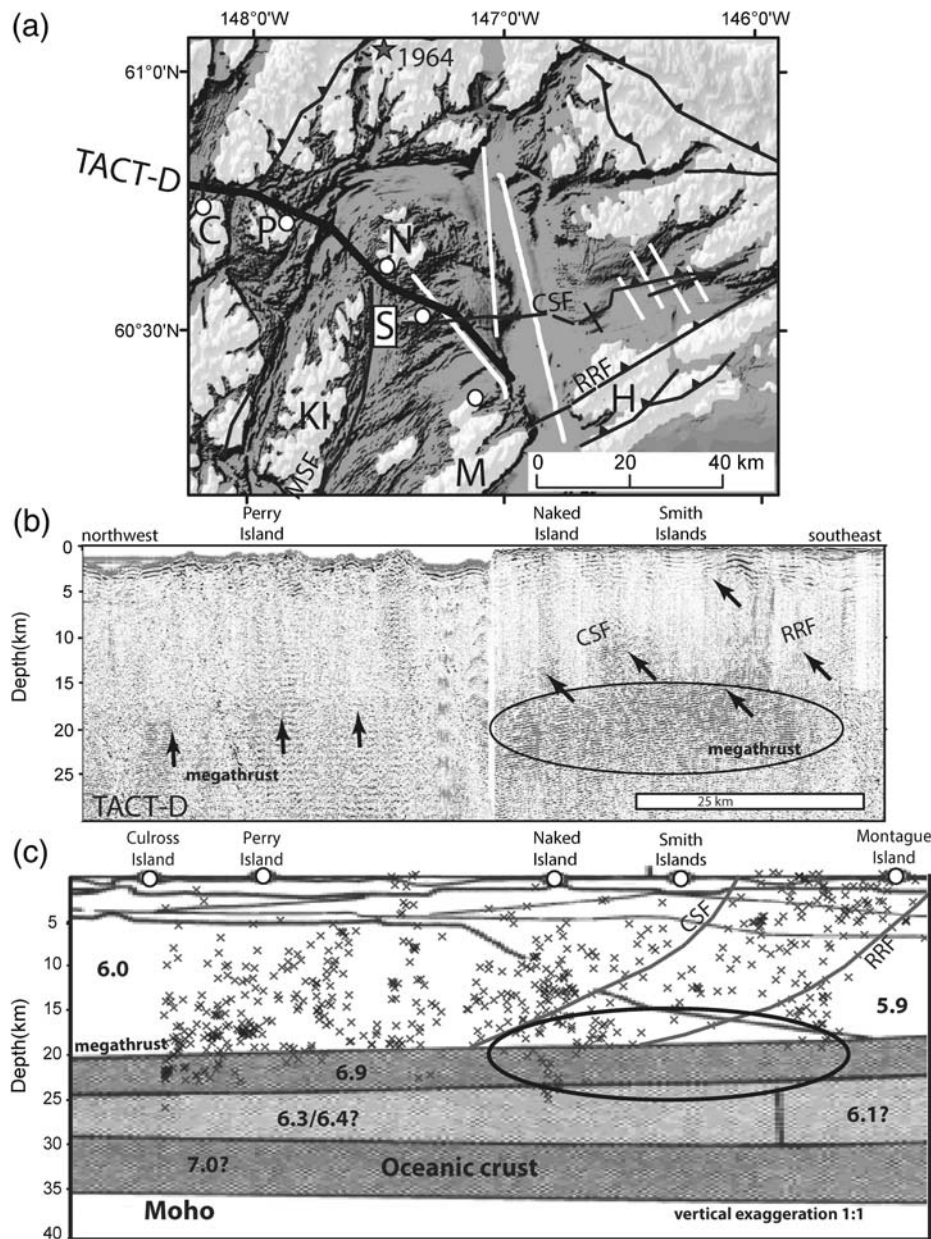 (a)
148°0'W 147°0'W 146°0'W
61°0'N
1964
TACT-D
C
P
N
CSF
S
60°30'N
RRF
KI
H
MSF
M
0 20 40 km
(b)
northwest Perry Island Naked Island Smith Islands southeast
0
5
10
15
20
25
Depth(km)
CSF
RRF
megathrust
megathrust
TACT-D
25 km
(c)
Culross Island Perry Island Naked Island Smith Islands Montague Island
5
10
15
20
25
30
35
40
Depth(km)
CSF
RRF
6.0
5.9
megathrust
6.9
6.3/6.4?
6.1?
7.0?
Oceanic crust
Moho
vertical exaggeration 1:1